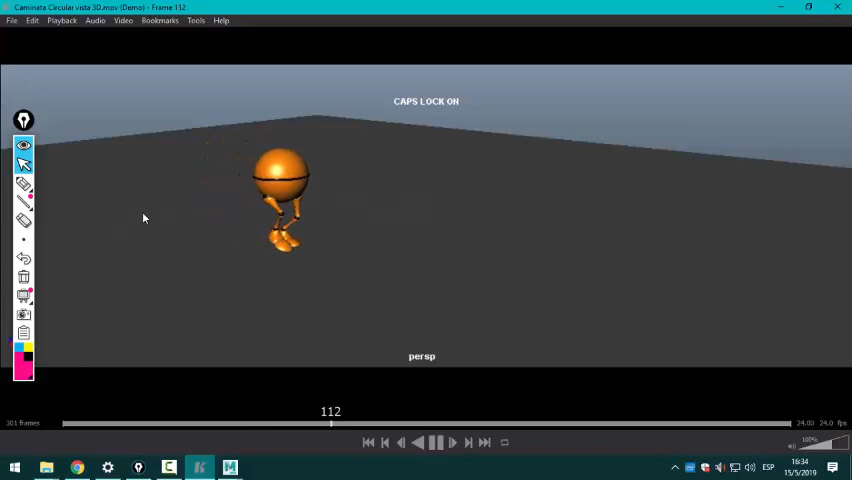 Caminata Circular vista 3D.mov (Demo) - Frame 112
File Edit Playback Audio Video Bookmarks Tools Help
CAPS LOCK ON
persp
112
301 frames
24.00 24.0 fps
100%
ESP
16:34
15/5/2019